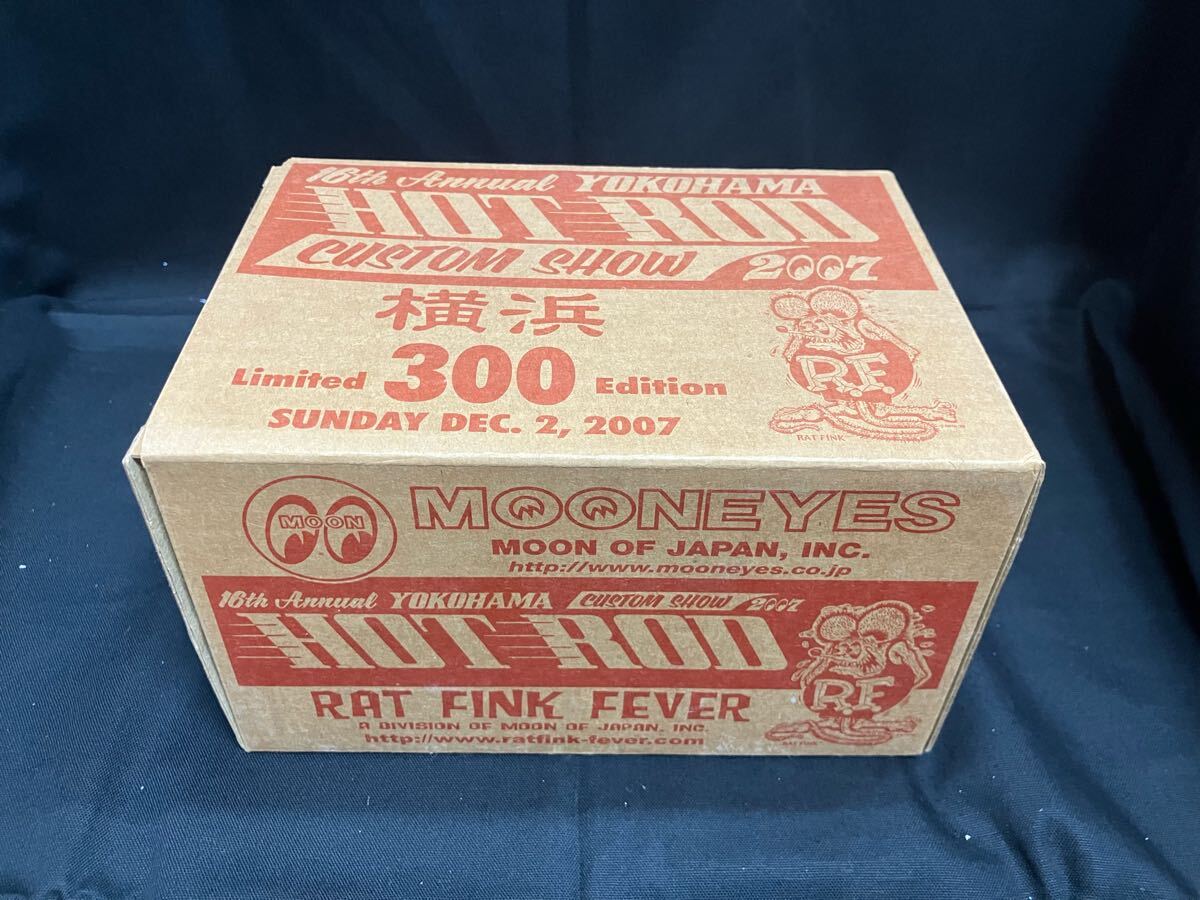 16th Annual YOKOHAMA
HOT ROD
CUSTOM SHOW 2007
横浜
Limited 300 Edition
SUNDAY DEC. 2, 2007
R.F.
RAT FINK
MOON
MOONEYES
MOON OF JAPAN, INC.
http://www.mooneyes.co.jp
16th Annual YOKOHAMA CUSTOM SHOW 2007
HOT ROD
R.F.
RAT FINK FEVER
A DIVISION OF MOON OF JAPAN, INC.
http://www.ratfink-fever.com
RAT FINK